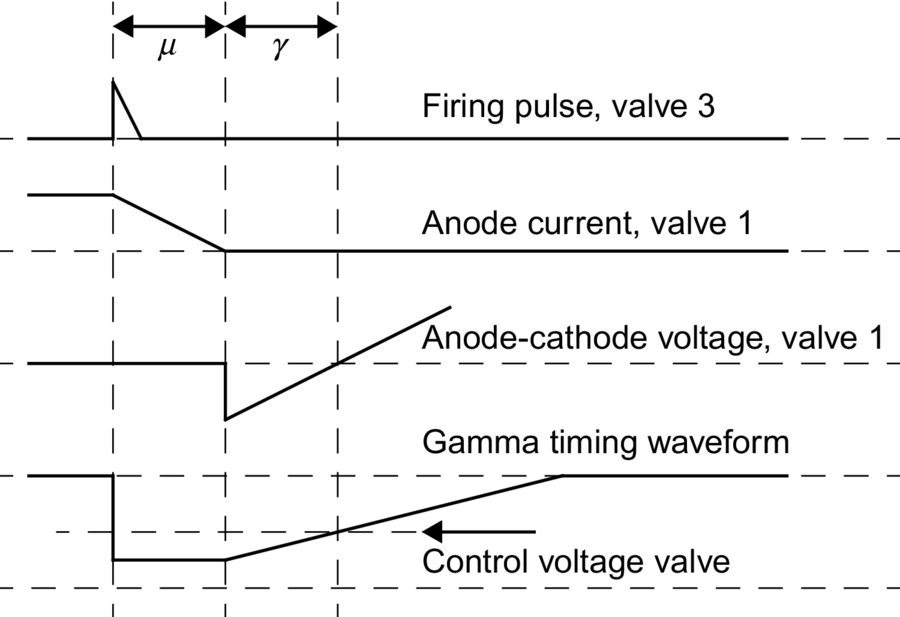 μ γ
Firing pulse, valve 3
Anode current, valve 1
Anode-cathode voltage, valve 1
Gamma timing waveform
Control voltage valve